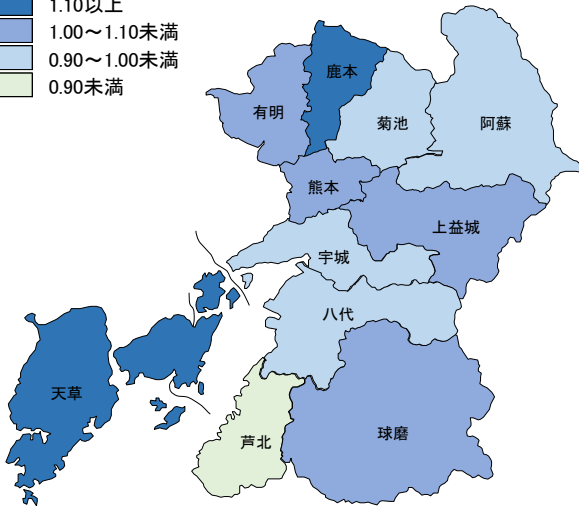 1.10以上
1.00～1.10未満
0.90～1.00未満
0.90未満
鹿本
有明
菊池
阿蘇
熊本
上益城
宇城
八代
天草
芦北
球磨